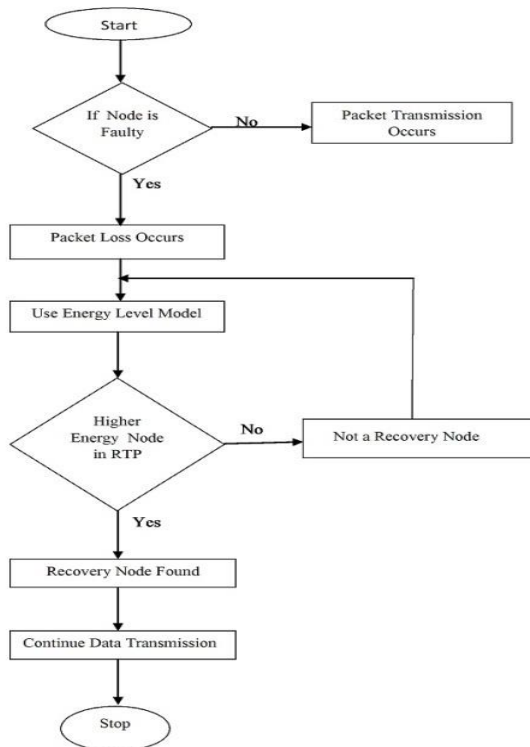 Start
If Node is
Faulty
No
Packet Transmission
Occurs
Yes
Packet Loss Occurs
Use Energy Level Model
Higher
Energy Node
in RTP
No
Not a Recovery Node
Yes
Recovery Node Found
Continue Data Transmission
Stop